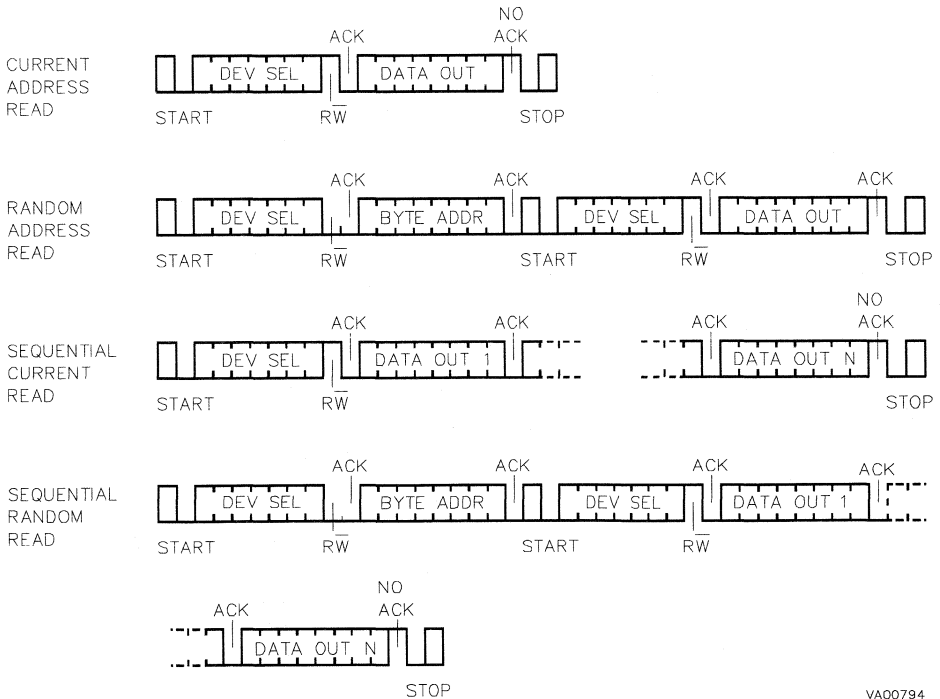 NO
ACK ACK
CURRENT
ADDRESS
READ
DEV SEL DATA OUT
START R/W̅ STOP
ACK ACK ACK ACK
RANDOM
ADDRESS
READ
DEV SEL BYTE ADDR DEV SEL DATA OUT
START RW̅ START RW̅ STOP
NO
ACK ACK ACK ACK
SEQUENTIAL
CURRENT
READ
DEV SEL DATA OUT 1 DATA OUT N
START RW̅ STOP
ACK ACK ACK ACK
SEQUENTIAL
RANDOM
READ
DEV SEL BYTE ADDR DEV SEL DATA OUT 1
START RW̅ START RW̅
NO
ACK ACK
DATA OUT N
STOP
VA00794